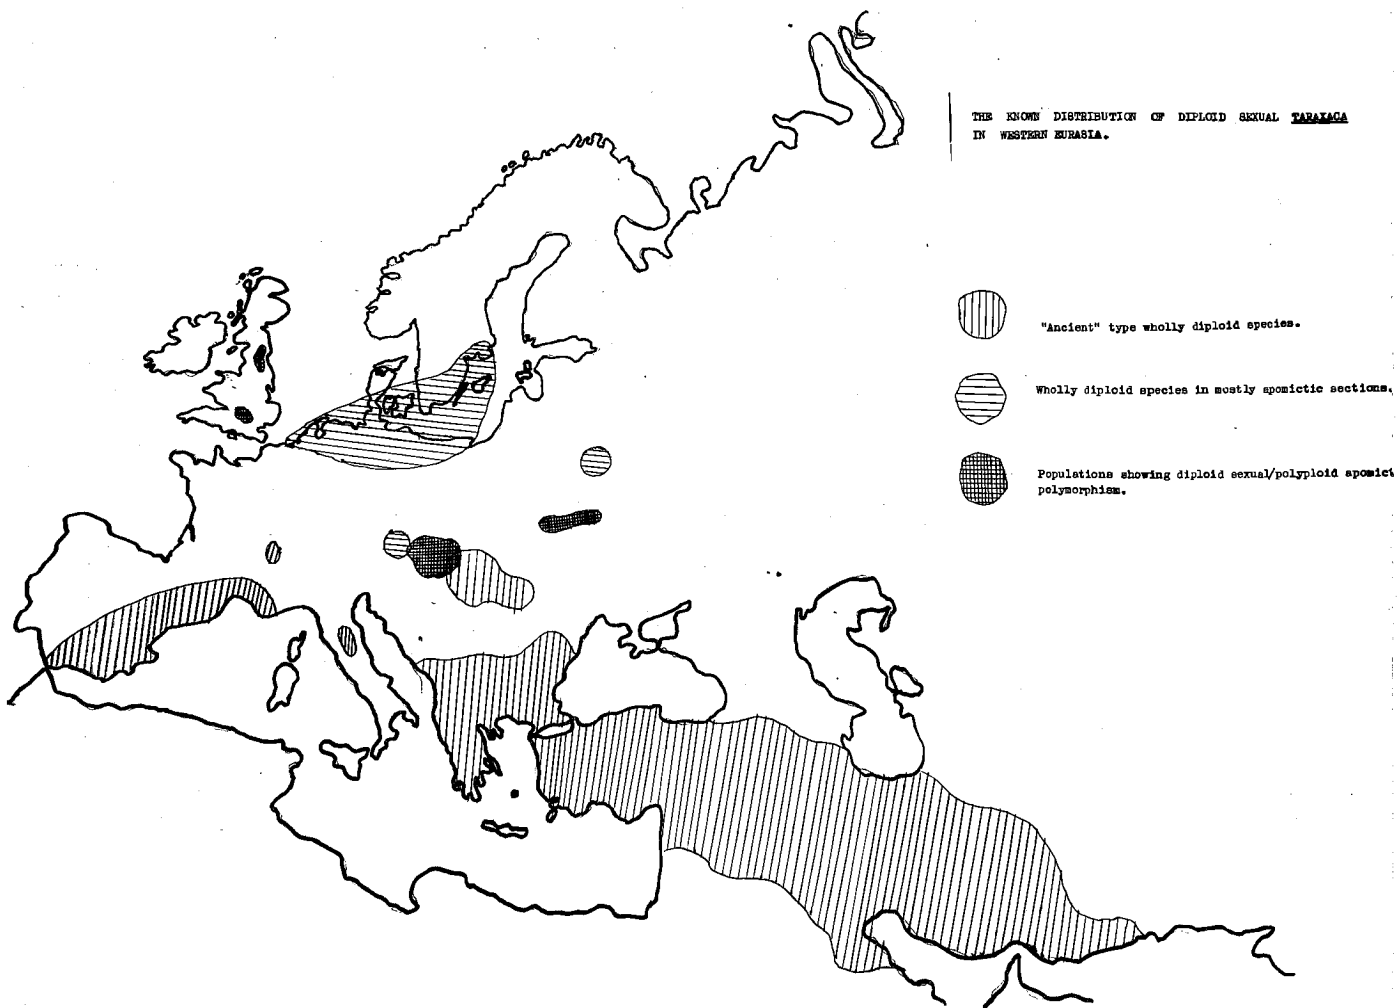 THE KNOWN DISTRIBUTION OF DIPLOID SEXUAL TARAXACA
IN WESTERN EURASIA.
"Ancient" type wholly diploid species.
Wholly diploid species in mostly apomictic sections.
Populations showing diploid sexual/polyploid apomict
polymorphism.